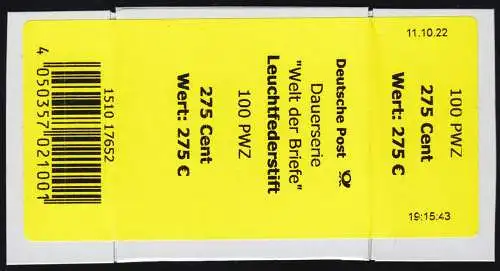 Deutsche Post
Dauerserie
"Welt der Briefe"
Leuchtfederstift
100 PWZ
275 Cent
Wert: 275 €
1510 17652
4 050357 021001
11.10.22
100 PWZ
275 Cent
Wert: 275 €
19:15:43